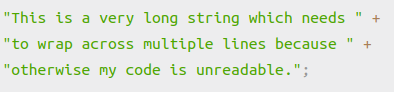 "This is a very long string which needs " +
"to wrap across multiple lines because " +
"otherwise my code is unreadable.";